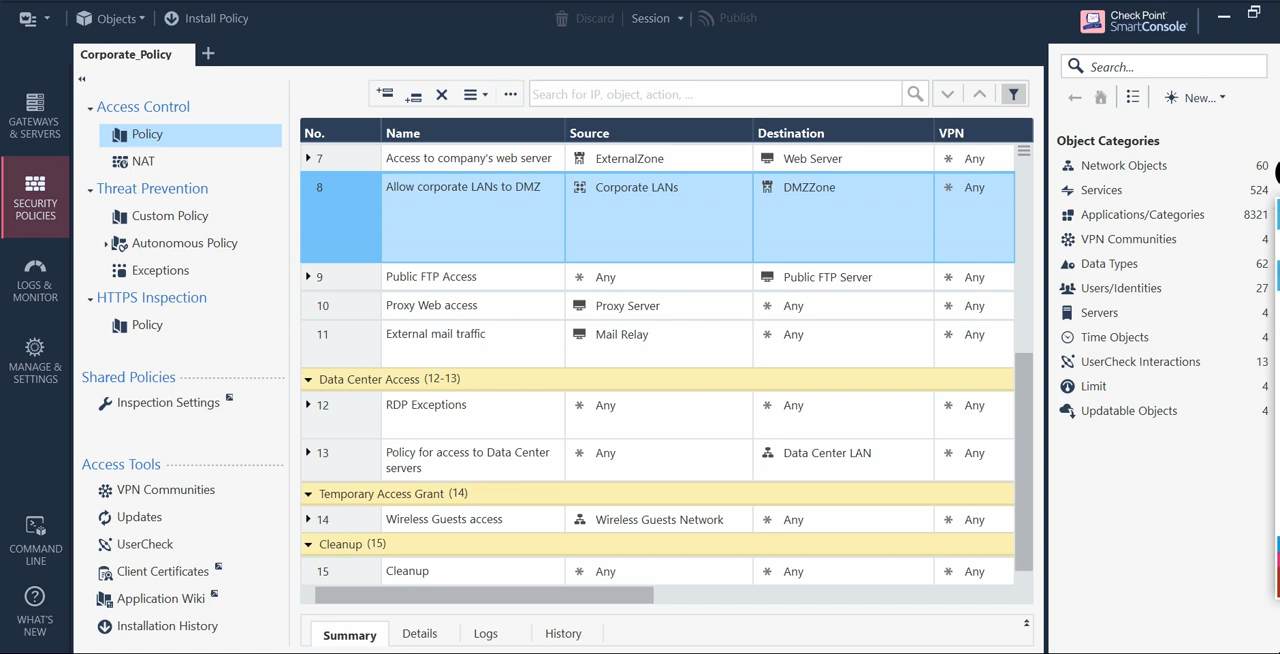 Objects
Install Policy
Discard
Session
Publish
Check Point
SmartConsole
Corporate_Policy
GATEWAYS & SERVERS
SECURITY POLICIES
LOGS & MONITOR
MANAGE & SETTINGS
COMMAND LINE
WHAT'S NEW
Access Control
Policy
NAT
Threat Prevention
Custom Policy
Autonomous Policy
Exceptions
HTTPS Inspection
Policy
Shared Policies
Inspection Settings
Access Tools
VPN Communities
Updates
UserCheck
Client Certificates
Application Wiki
Installation History
Search for IP, object, action, ...
No. Name Source Destination VPN
7 Access to company's web server ExternalZone Web Server * Any
8 Allow corporate LANs to DMZ Corporate LANs DMZZone * Any
9 Public FTP Access * Any Public FTP Server * Any
10 Proxy Web access Proxy Server * Any * Any
11 External mail traffic Mail Relay * Any * Any
Data Center Access (12-13)
12 RDP Exceptions * Any * Any * Any
13 Policy for access to Data Center servers * Any Data Center LAN * Any
Temporary Access Grant (14)
14 Wireless Guests access Wireless Guests Network * Any * Any
Cleanup (15)
15 Cleanup * Any * Any * Any
Summary Details Logs History
Search...
New...
Object Categories
Network Objects 60
Services 524
Applications/Categories 8321
VPN Communities 4
Data Types 62
Users/Identities 27
Servers 4
Time Objects 4
UserCheck Interactions 13
Limit 4
Updatable Objects 4